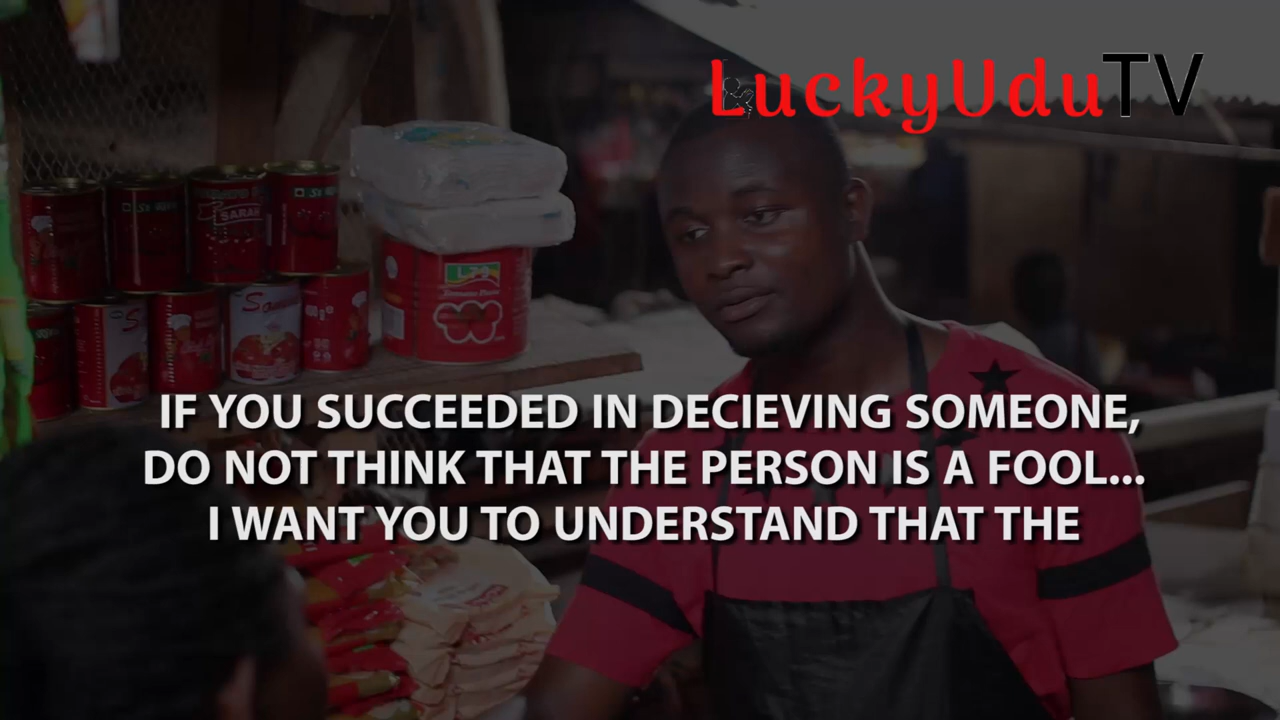 LuckyUduTV
SARAH
IF YOU SUCCEEDED IN DECIEVING SOMEONE,
DO NOT THINK THAT THE PERSON IS A FOOL...
I WANT YOU TO UNDERSTAND THAT THE